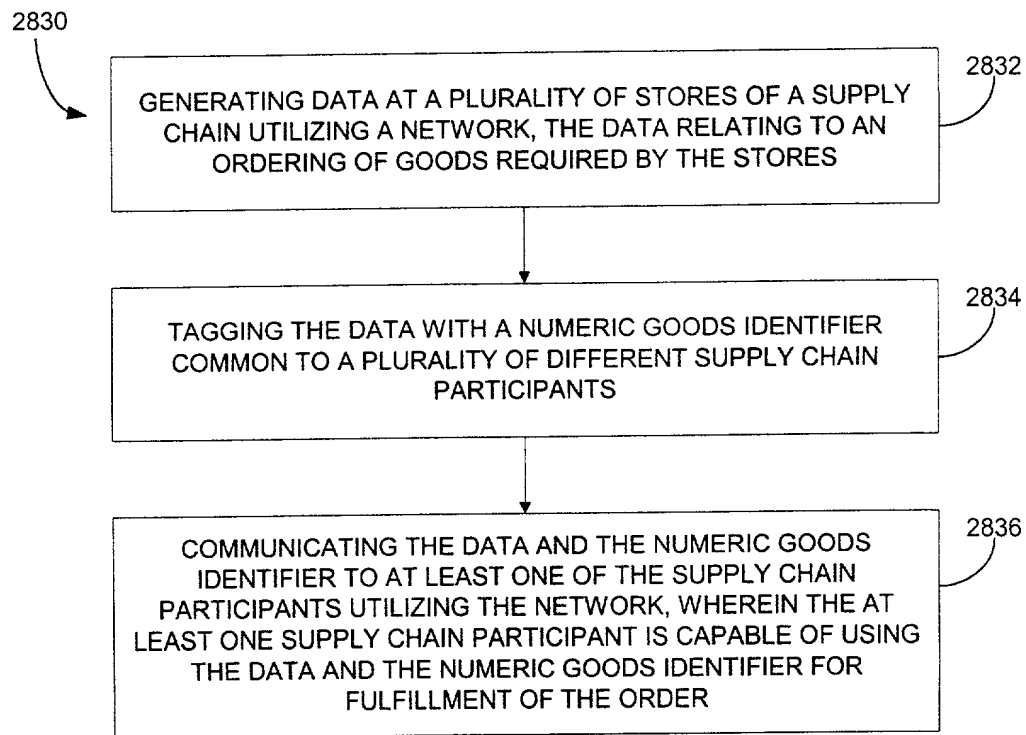 2830
2832
GENERATING DATA AT A PLURALITY OF STORES OF A SUPPLY
CHAIN UTILIZING A NETWORK, THE DATA RELATING TO AN
ORDERING OF GOODS REQUIRED BY THE STORES
2834
TAGGING THE DATA WITH A NUMERIC GOODS IDENTIFIER
COMMON TO A PLURALITY OF DIFFERENT SUPPLY CHAIN
PARTICIPANTS
2836
COMMUNICATING THE DATA AND THE NUMERIC GOODS
IDENTIFIER TO AT LEAST ONE OF THE SUPPLY CHAIN
PARTICIPANTS UTILIZING THE NETWORK, WHEREIN THE AT
LEAST ONE SUPPLY CHAIN PARTICIPANT IS CAPABLE OF USING
THE DATA AND THE NUMERIC GOODS IDENTIFIER FOR
FULFILLMENT OF THE ORDER